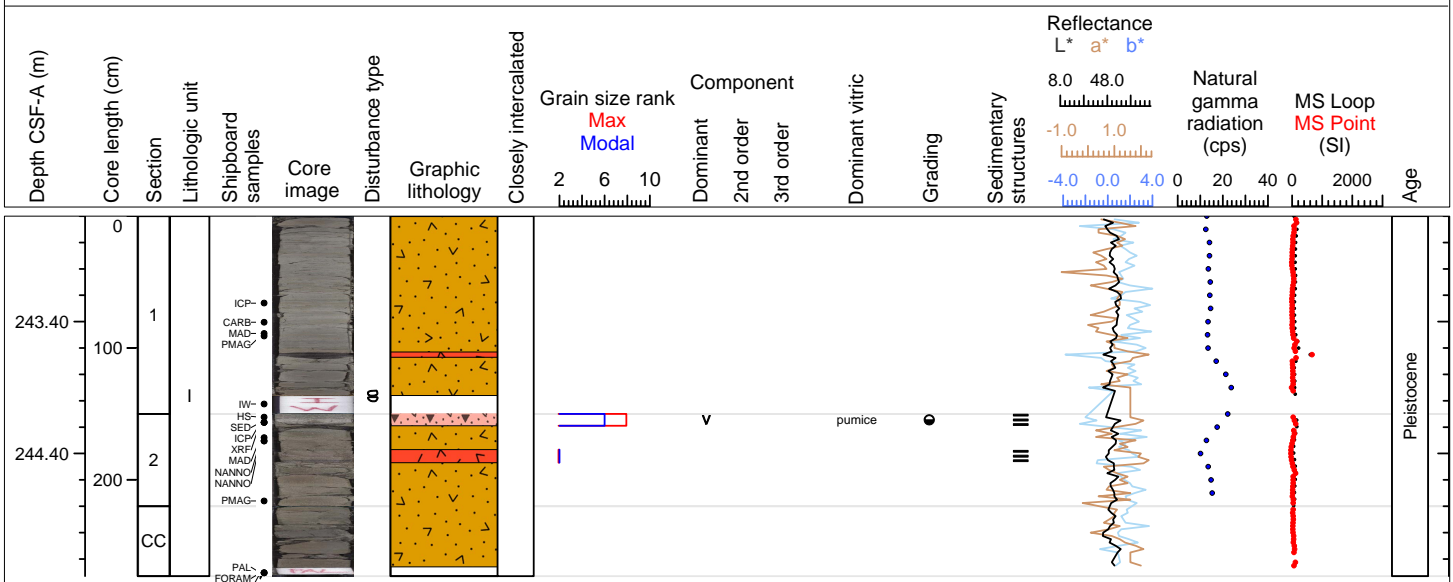 Depth CSF-A (m)
Core length (cm)
Section
Lithologic unit
Shipboard
samples
Core
image
Disturbance type
Graphic
lithology
Closely intercalated
Grain size rank
Max
Modal
2 6 10
Component
Dominant
2nd order
3rd order
Dominant vitric
Grading
Sedimentary
structures
Reflectance
L* a* b*
8.0 48.0
-1.0 1.0
-4.0 0.0 4.0
Natural
gamma
radiation
(cps)
0 20 40
MS Loop
MS Point
(SI)
0 2000
Age
243.40
244.40
0
100
200
1
2
CC
I
ICP
CARB
MAD
PMAG
IW
HS
SED
ICP
XRF
MAD
NANNO
NANNO
PMAG
PAL
FORAM
pumice
Pleistocene